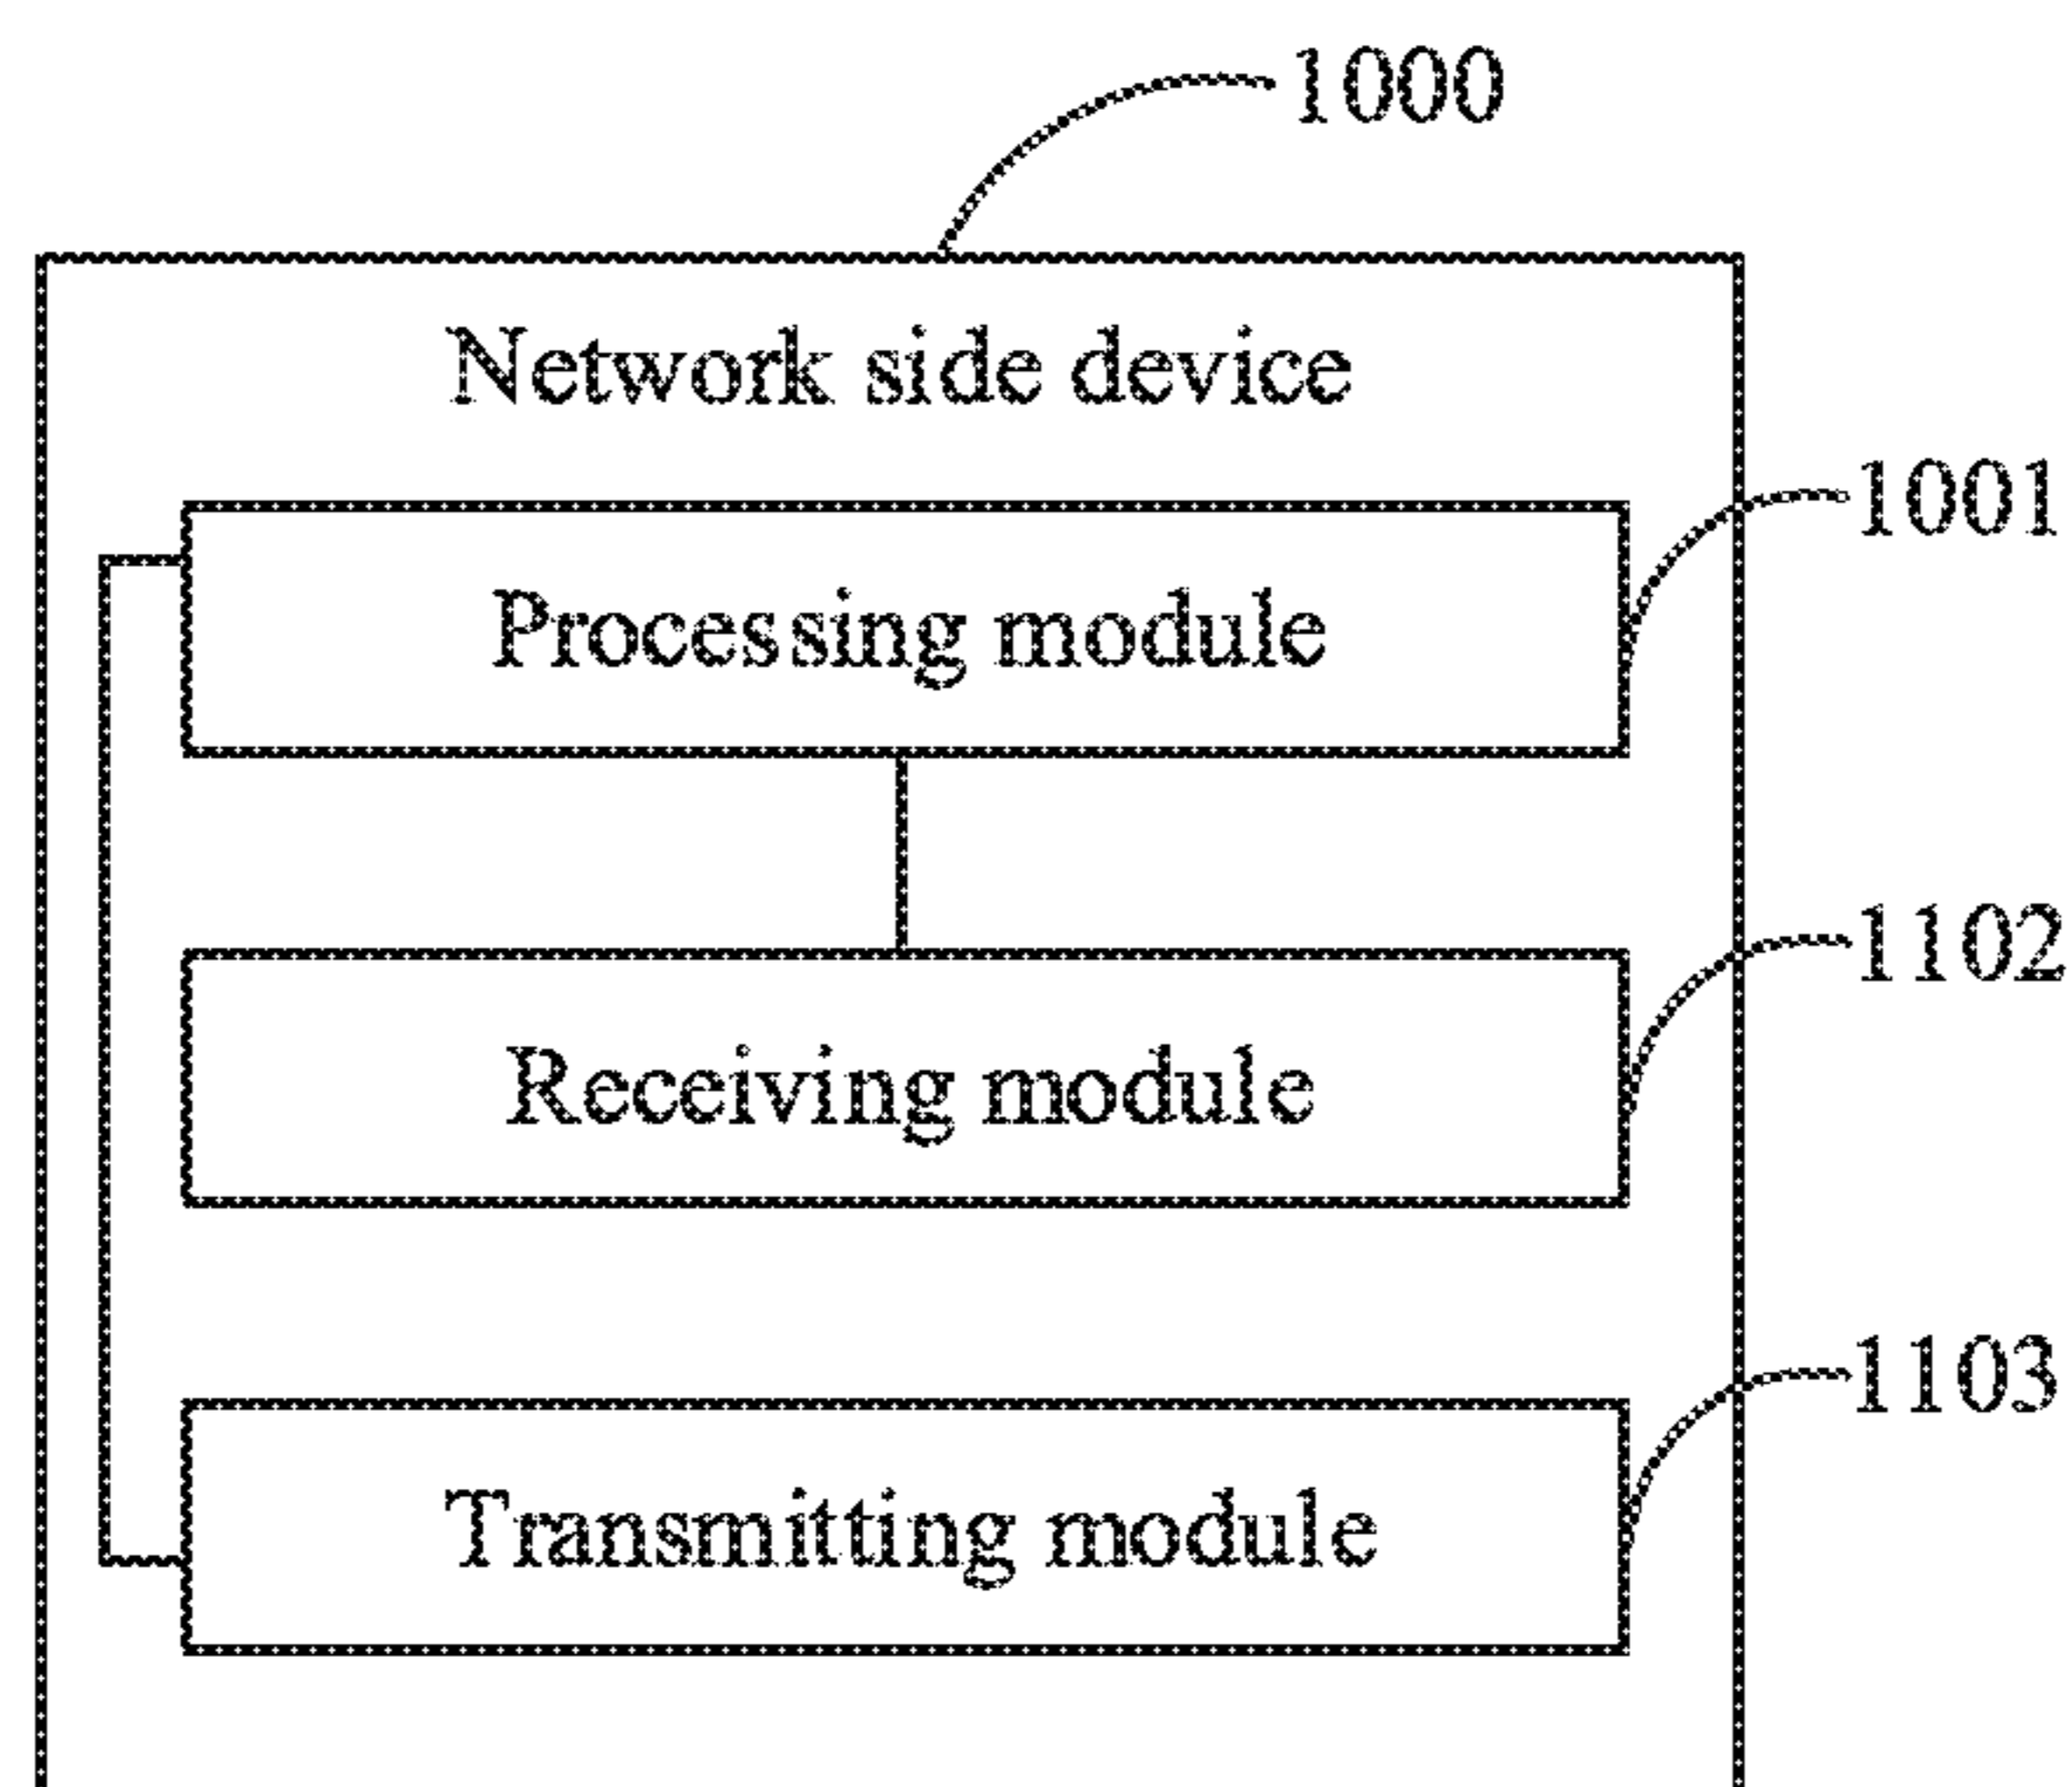 1000
Network side device
1001
Processing module
1102
Receiving module
1103
Transmitting module